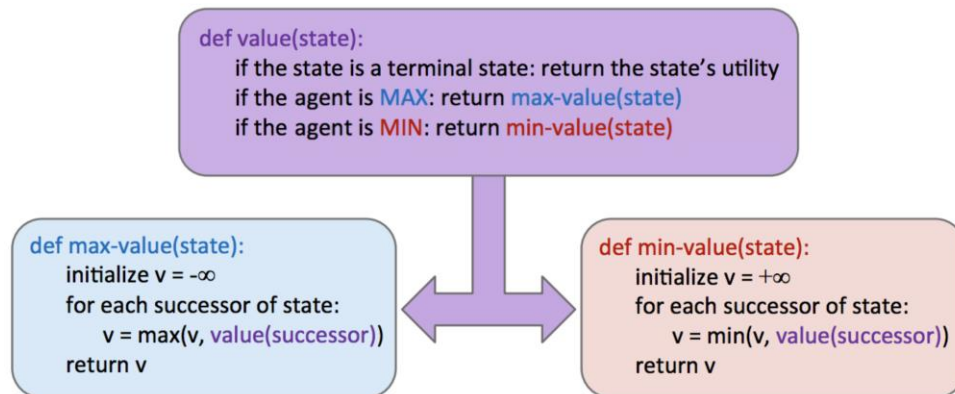 def value(state):
if the state is a terminal state: return the state’s utility
if the agent is MAX: return max-value(state)
if the agent is MIN: return min-value(state)
def max-value(state):
initialize v = -∞
for each successor of state:
v = max(v, value(successor))
return v
def min-value(state):
initialize v = +∞
for each successor of state:
v = min(v, value(successor))
return v